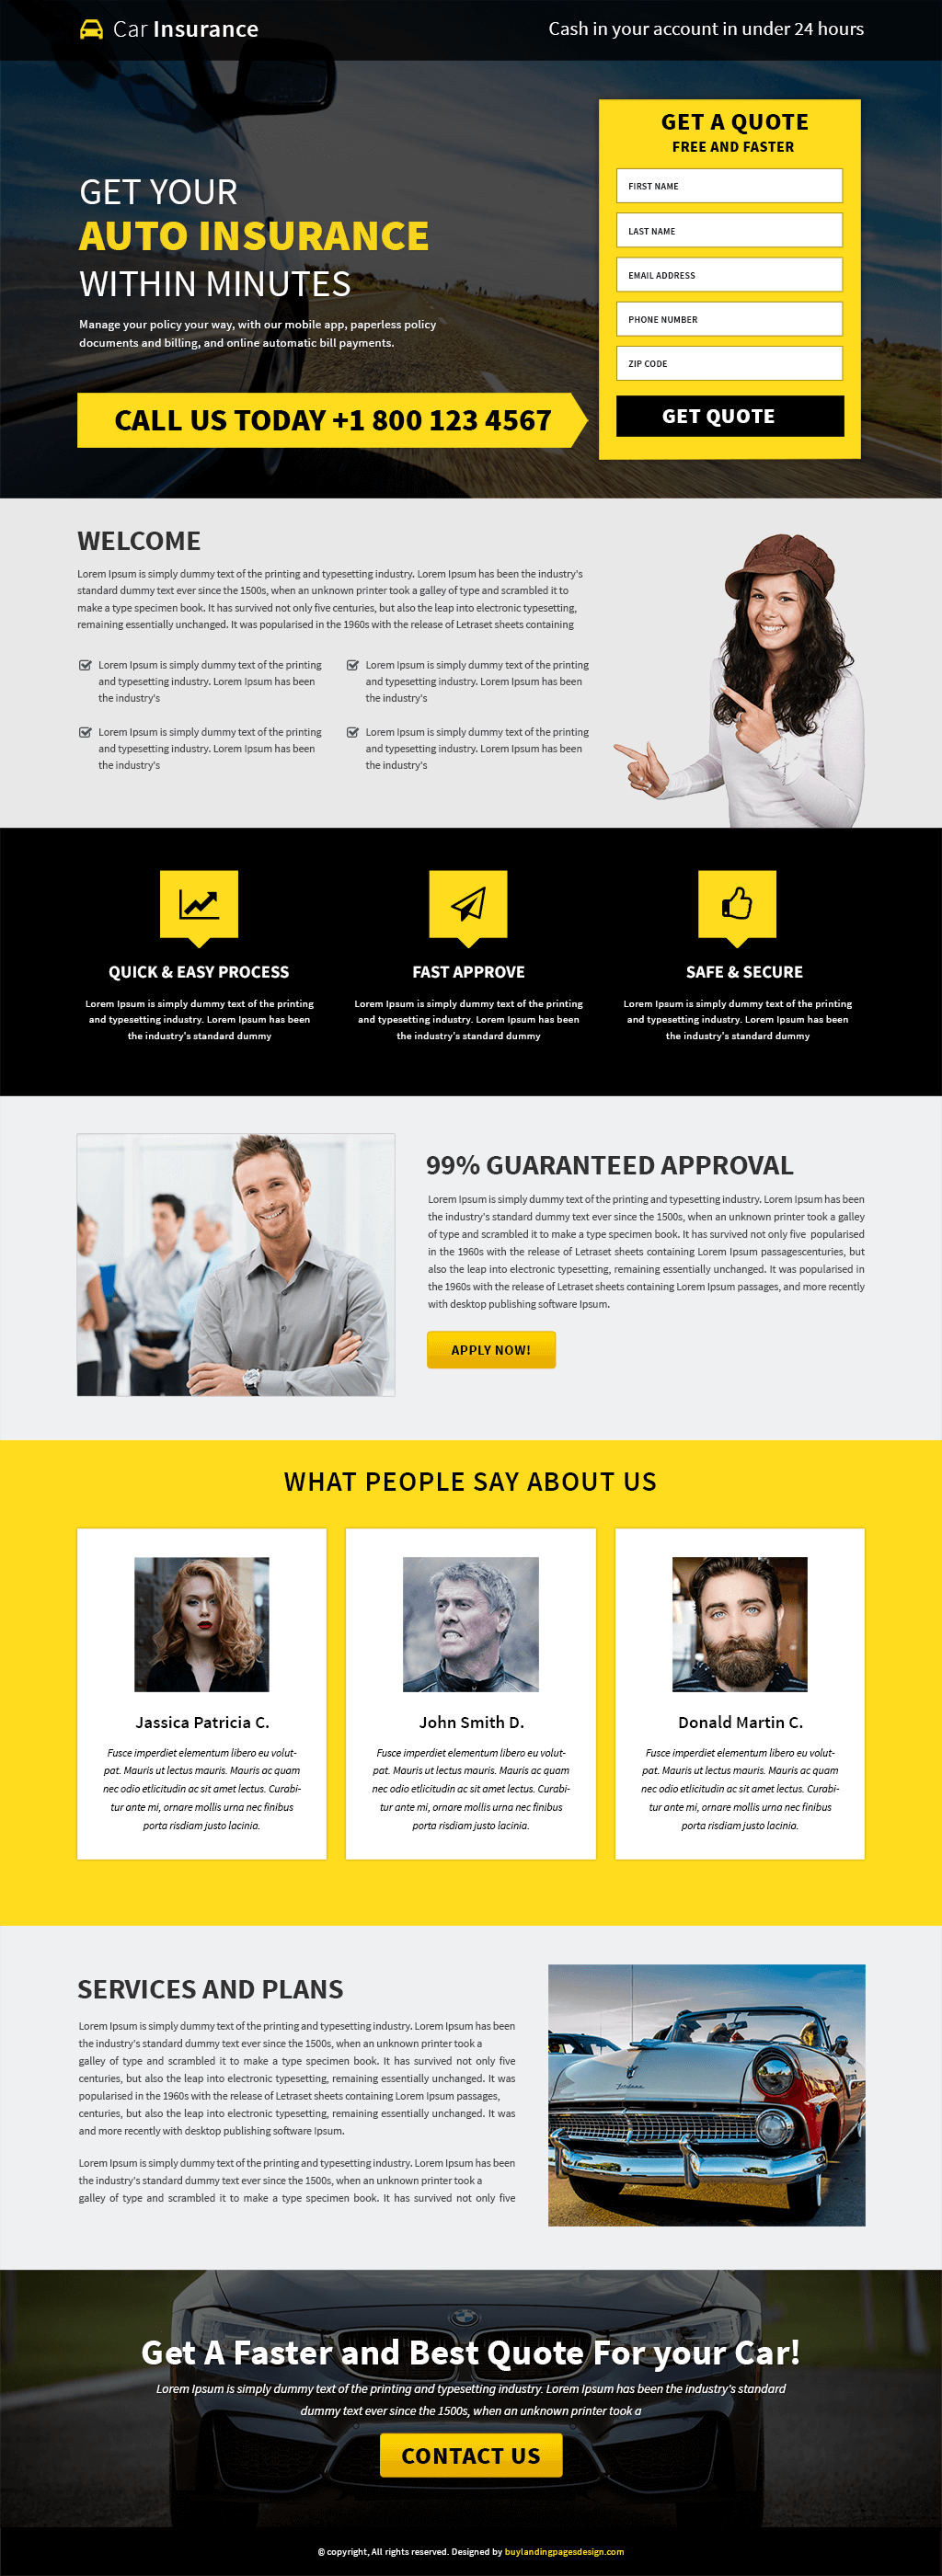 Car Insurance
Cash in your account in under 24 hours
GET YOUR
AUTO INSURANCE
WITHIN MINUTES
Manage your policy your way, with our mobile app, paperless policy
documents and billing, and online automatic bill payments.
CALL US TODAY +1 800 123 4567
GET A QUOTE
FREE AND FASTER
FIRST NAME
LAST NAME
EMAIL ADDRESS
PHONE NUMBER
ZIP CODE
GET QUOTE
WELCOME
Lorem Ipsum is simply dummy text of the printing and typesetting industry. Lorem Ipsum has been the industry's
standard dummy text ever since the 1500s, when an unknown printer took a galley of type and scrambled it to
make a type specimen book. It has survived not only five centuries, but also the leap into electronic typesetting,
remaining essentially unchanged. It was popularised in the 1960s with the release of Letraset sheets containing
Lorem Ipsum is simply dummy text of the printing
and typesetting industry. Lorem Ipsum has been
the industry's
Lorem Ipsum is simply dummy text of the printing
and typesetting industry. Lorem Ipsum has been
the industry's
Lorem Ipsum is simply dummy text of the printing
and typesetting industry. Lorem Ipsum has been
the industry's
Lorem Ipsum is simply dummy text of the printing
and typesetting industry. Lorem Ipsum has been
the industry's
QUICK & EASY PROCESS
Lorem Ipsum is simply dummy text of the printing
and typesetting industry. Lorem Ipsum has been
the industry's standard dummy
FAST APPROVE
Lorem Ipsum is simply dummy text of the printing
and typesetting industry. Lorem Ipsum has been
the industry's standard dummy
SAFE & SECURE
Lorem Ipsum is simply dummy text of the printing
and typesetting industry. Lorem Ipsum has been
the industry's standard dummy
99% GUARANTEED APPROVAL
Lorem Ipsum is simply dummy text of the printing and typesetting industry. Lorem Ipsum has been
the industry's standard dummy text ever since the 1500s, when an unknown printer took a galley
of type and scrambled it to make a type specimen book. It has survived not only five popularised
in the 1960s with the release of Letraset sheets containing Lorem Ipsum passagescenturies, but
also the leap into electronic typesetting, remaining essentially unchanged. It was popularised in
the 1960s with the release of Letraset sheets containing Lorem Ipsum passages, and more recently
with desktop publishing software Ipsum.
APPLY NOW!
WHAT PEOPLE SAY ABOUT US
Jassica Patricia C.
Fusce imperdiet elementum libero eu volut-
pat. Mauris ut lectus mauris. Mauris ac quam
nec odio etlicitudin ac sit amet lectus. Curabi-
tur ante mi, ornare mollis urna nec finibus
porta risdiam justo lacinia.
John Smith D.
Fusce imperdiet elementum libero eu volut-
pat. Mauris ut lectus mauris. Mauris ac quam
nec odio etlicitudin ac sit amet lectus. Curabi-
tur ante mi, ornare mollis urna nec finibus
porta risdiam justo lacinia.
Donald Martin C.
Fusce imperdiet elementum libero eu volut-
pat. Mauris ut lectus mauris. Mauris ac quam
nec odio etlicitudin ac sit amet lectus. Curabi-
tur ante mi, ornare mollis urna nec finibus
porta risdiam justo lacinia.
SERVICES AND PLANS
Lorem Ipsum is simply dummy text of the printing and typesetting industry. Lorem Ipsum has been
the industry's standard dummy text ever since the 1500s, when an unknown printer took a
galley of type and scrambled it to make a type specimen book. It has survived not only five
centuries, but also the leap into electronic typesetting, remaining essentially unchanged. It was
popularised in the 1960s with the release of Letraset sheets containing Lorem Ipsum passages,
centuries, but also the leap into electronic typesetting, remaining essentially unchanged. It was
and more recently with desktop publishing software Ipsum.
Lorem Ipsum is simply dummy text of the printing and typesetting industry. Lorem Ipsum has been
the industry's standard dummy text ever since the 1500s, when an unknown printer took a
galley of type and scrambled it to make a type specimen book. It has survived not only five
Get A Faster and Best Quote For your Car!
Lorem Ipsum is simply dummy text of the printing and typesetting industry. Lorem Ipsum has been the industry's standard
dummy text ever since the 1500s, when an unknown printer took a
CONTACT US
© copyright, All rights reserved. Designed by buylandingpagesdesign.com